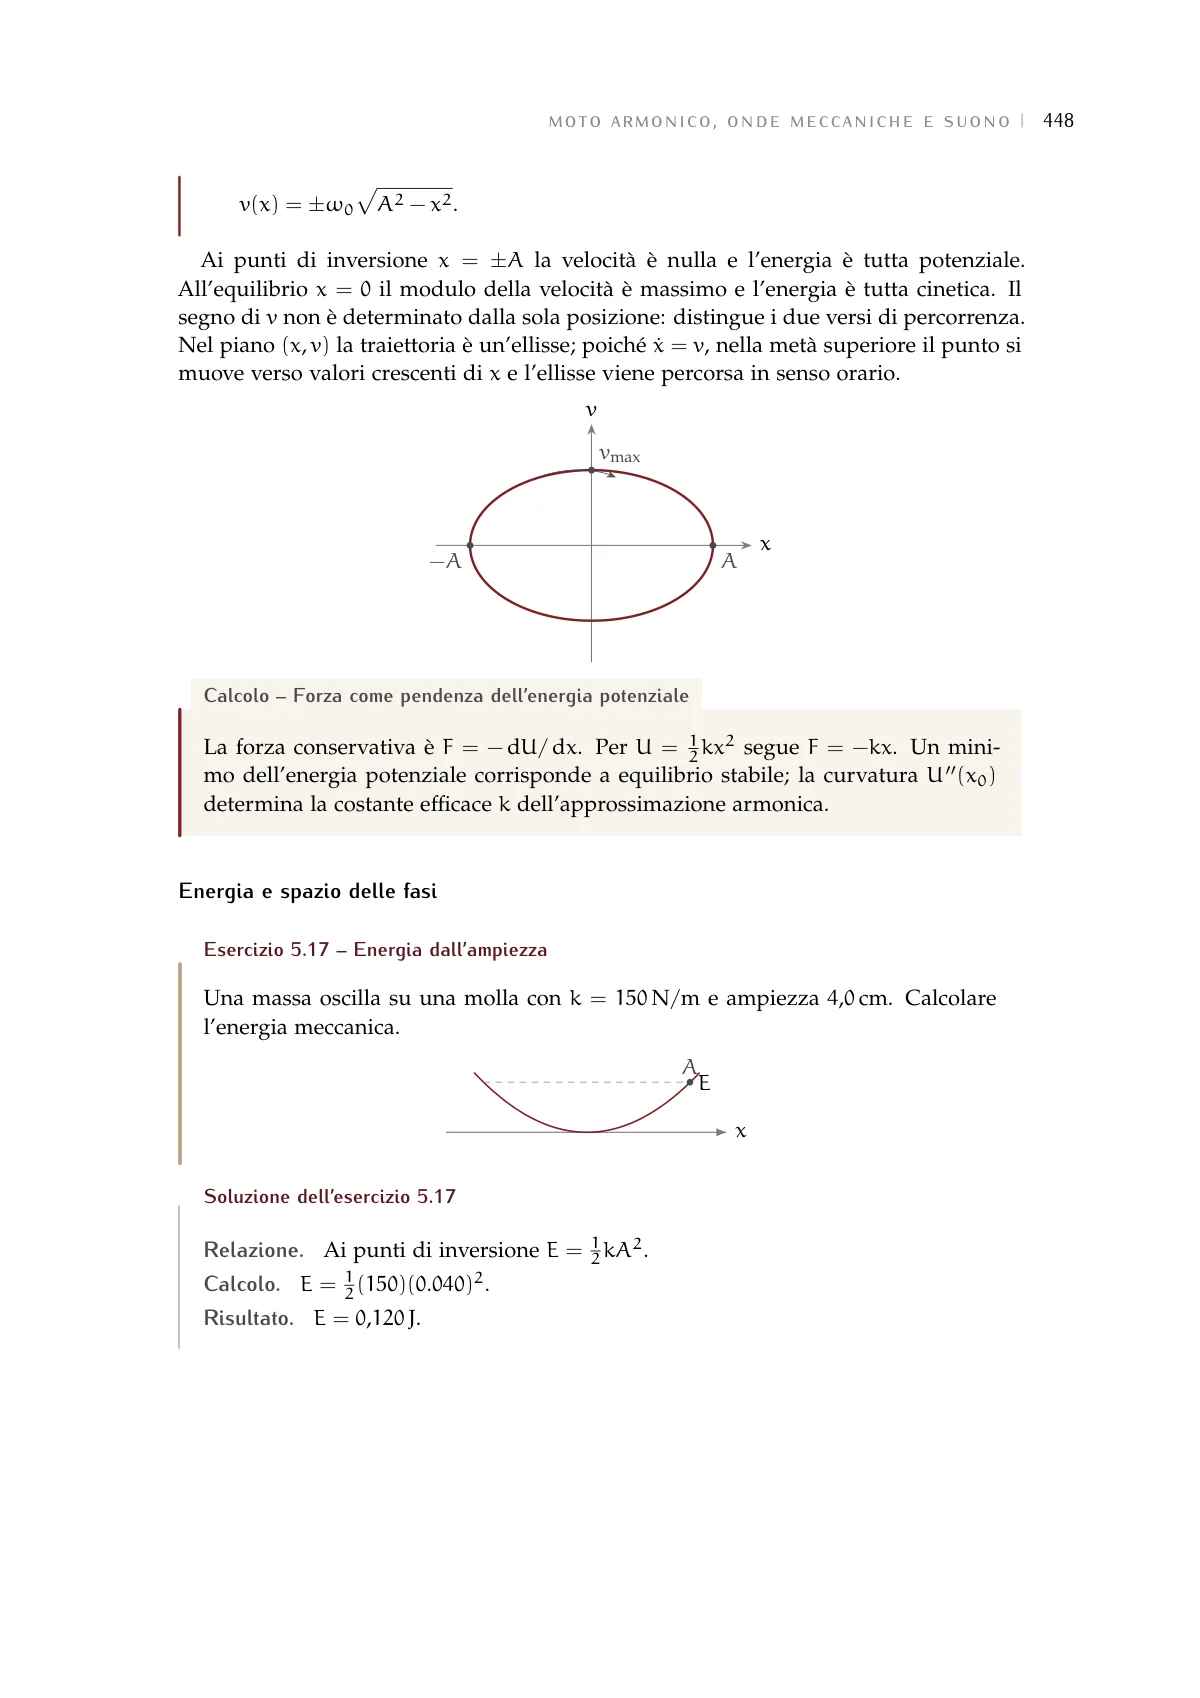 MOTO ARMONICO, ONDE MECCANICHE E SUONO | 448
v(x) = ±ω₀√(A² − x²).
Ai punti di inversione x = ±A la velocità è nulla e l'energia è tutta potenziale.
All'equilibrio x = 0 il modulo della velocità è massimo e l'energia è tutta cinetica. Il
segno di v non è determinato dalla sola posizione: distingue i due versi di percorrenza.
Nel piano (x, v) la traiettoria è un'ellisse; poiché ẋ = v, nella metà superiore il punto si
muove verso valori crescenti di x e l'ellisse viene percorsa in senso orario.
v
vmax
x
−A
A
Calcolo – Forza come pendenza dell'energia potenziale
La forza conservativa è F = − dU/ dx. Per U = ½kx² segue F = −kx. Un mini-
mo dell'energia potenziale corrisponde a equilibrio stabile; la curvatura U″(x₀)
determina la costante efficace k dell'approssimazione armonica.
Energia e spazio delle fasi
Esercizio 5.17 – Energia dall'ampiezza
Una massa oscilla su una molla con k = 150 N/m e ampiezza 4,0 cm. Calcolare
l'energia meccanica.
A
E
x
Soluzione dell'esercizio 5.17
Relazione. Ai punti di inversione E = ½kA².
Calcolo. E = ½(150)(0.040)².
Risultato. E = 0,120 J.